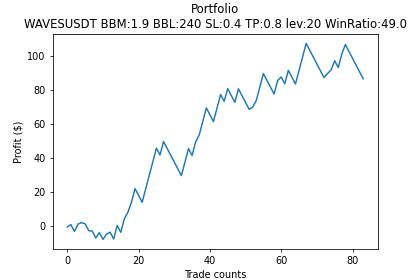 Portfolio
WAVESUSDT BBM:1.9 BBL:240 SL:0.4 TP:0.8 lev:20 WinRatio:49.0
100
80
60
40
20
0
Profit ($)
0 20 40 60 80
Trade counts